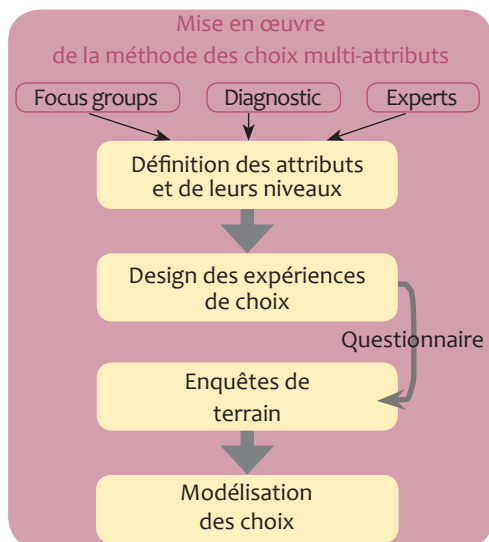 Mise en œuvre
de la méthode des choix multi-attributs
Focus groups Diagnostic Experts
Définition des attributs
et de leurs niveaux
Design des expériences
de choix
Questionnaire
Enquêtes de
terrain
Modélisation
des choix